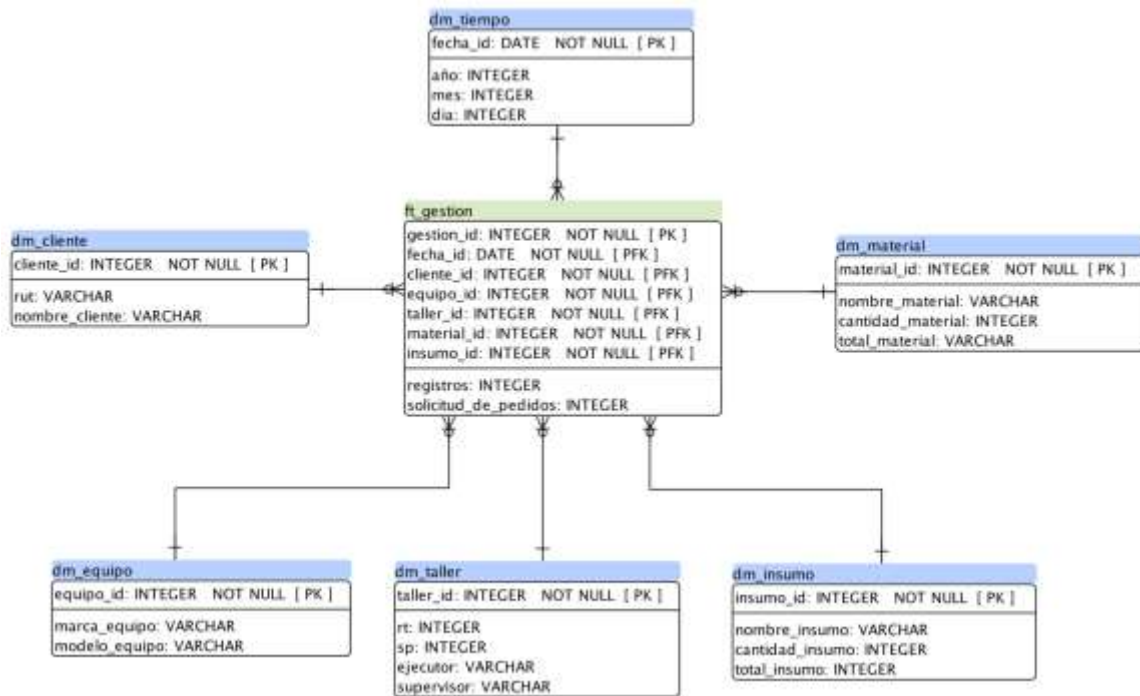 dm_tiempo
fecha_id: DATE NOT NULL [ PK ]
año: INTEGER
mes: INTEGER
dia: INTEGER
ft_gestion
gestion_id: INTEGER NOT NULL [ PK ]
fecha_id: DATE NOT NULL [ PFK ]
cliente_id: INTEGER NOT NULL [ PFK ]
equipo_id: INTEGER NOT NULL [ PFK ]
taller_id: INTEGER NOT NULL [ PFK ]
material_id: INTEGER NOT NULL [ PFK ]
insumo_id: INTEGER NOT NULL [ PFK ]
registros: INTEGER
solicitud_de_pedidos: INTEGER
dm_cliente
cliente_id: INTEGER NOT NULL [ PK ]
rut: VARCHAR
nombre_cliente: VARCHAR
dm_material
material_id: INTEGER NOT NULL [ PK ]
nombre_material: VARCHAR
cantidad_material: INTEGER
total_material: VARCHAR
dm_equipo
equipo_id: INTEGER NOT NULL [ PK ]
marca_equipo: VARCHAR
modelo_equipo: VARCHAR
dm_taller
taller_id: INTEGER NOT NULL [ PK ]
rt: INTEGER
sp: INTEGER
ejecutor: VARCHAR
supervisor: VARCHAR
dm_insumo
insumo_id: INTEGER NOT NULL [ PK ]
nombre_insumo: VARCHAR
cantidad_insumo: INTEGER
total_insumo: INTEGER